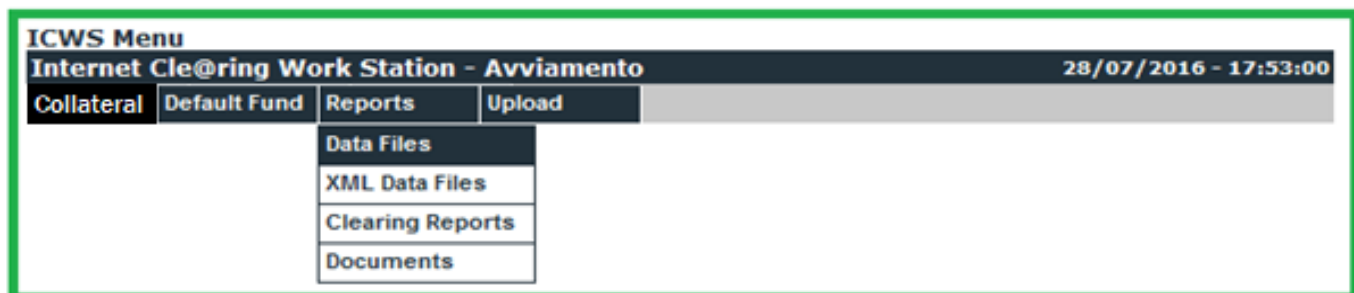 ICWS Menu
Internet Cle@ring Work Station - Avviamento 28/07/2016 - 17:53:00
Collateral Default Fund Reports Upload
Data Files
XML Data Files
Clearing Reports
Documents